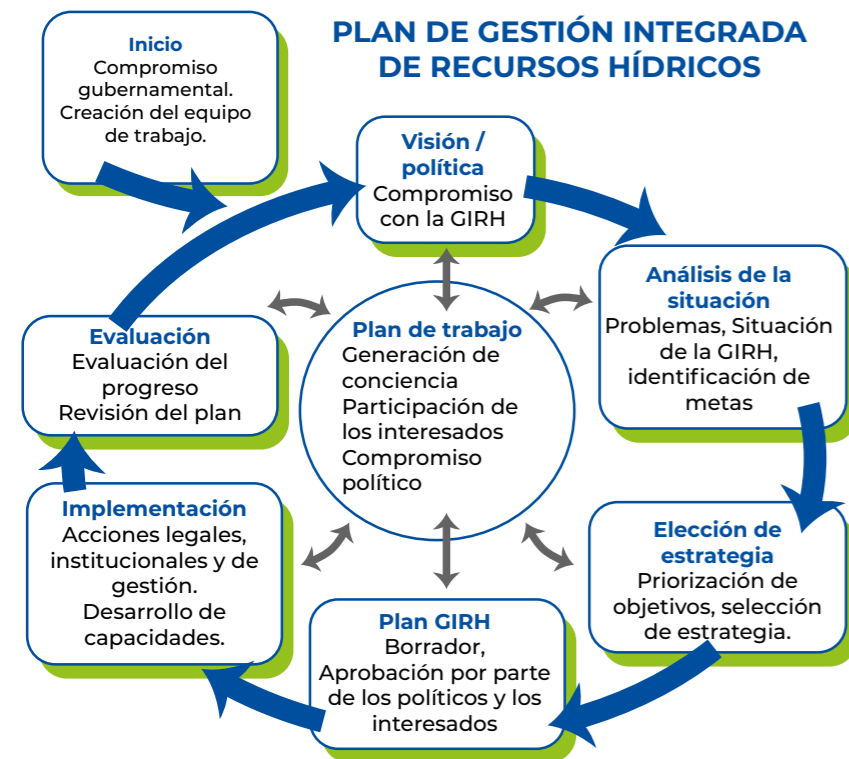 PLAN DE GESTIÓN INTEGRADA
DE RECURSOS HÍDRICOS
Inicio
Compromiso
gubernamental.
Creación del equipo
de trabajo.
Visión /
política
Compromiso
con la GIRH
Análisis de la
situación
Problemas, Situación
de la GIRH,
identificación de
metas
Elección de
estrategia
Priorización de
objetivos, selección
de estrategia.
Plan GIRH
Borrador,
Aprobación por parte
de los políticos y los
interesados
Implementación
Acciones legales,
institucionales y de
gestión.
Desarrollo de
capacidades.
Evaluación
Evaluación del
progreso
Revisión del plan
Plan de trabajo
Generación de
conciencia
Participación de
los interesados
Compromiso
político